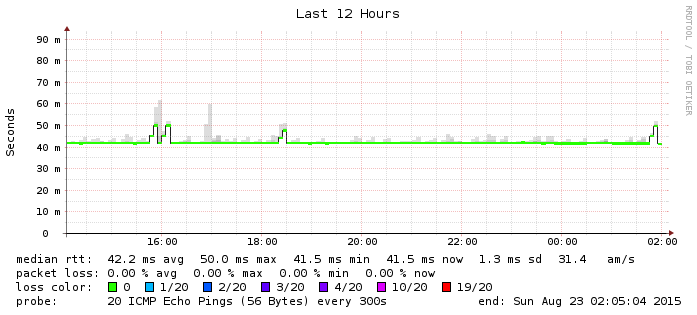 Last 12 Hours
RRDTOOL / TOBI OETIKER
Seconds
90 m
80 m
70 m
60 m
50 m
40 m
30 m
20 m
10 m
0
16:00 18:00 20:00 22:00 00:00 02:00
median rtt: 42.2 ms avg 50.0 ms max 41.5 ms min 41.5 ms now 1.3 ms sd 31.4 am/s
packet loss: 0.00 % avg 0.00 % max 0.00 % min 0.00 % now
loss color: 0 1/20 2/20 3/20 4/20 10/20 19/20
probe: 20 ICMP Echo Pings (56 Bytes) every 300s end: Sun Aug 23 02:05:04 2015